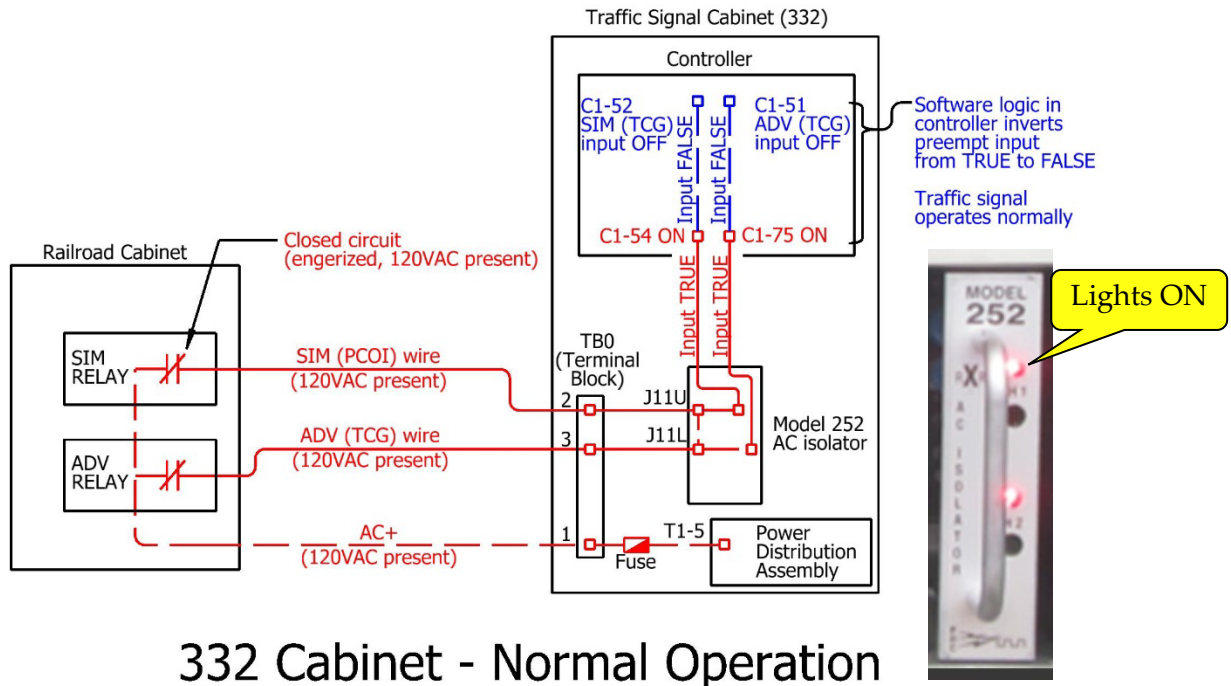 Traffic Signal Cabinet (332)
Controller
C1-52
SIM (TCG)
input OFF
C1-51
ADV (TCG)
input OFF
Input FALSE
Input FALSE
Software logic in
controller inverts
preempt input
from TRUE to FALSE
Traffic signal
operates normally
C1-54 ON
C1-75 ON
Input TRUE
Input TRUE
Railroad Cabinet
Closed circuit
(engerized, 120VAC present)
SIM
RELAY
SIM (PCOI) wire
(120VAC present)
TB0
(Terminal
Block)
2
J11U
ADV
RELAY
ADV (TCG) wire
(120VAC present)
3
J11L
Model 252
AC isolator
AC+
(120VAC present)
1
Fuse
T1-5
Power
Distribution
Assembly
Lights ON
MODEL
252
AC ISOLATOR
332 Cabinet - Normal Operation